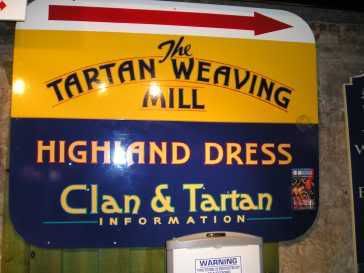 The
TARTAN WEAVING
MILL
HIGHLAND DRESS
Clan & Tartan
INFORMATION
WARNING